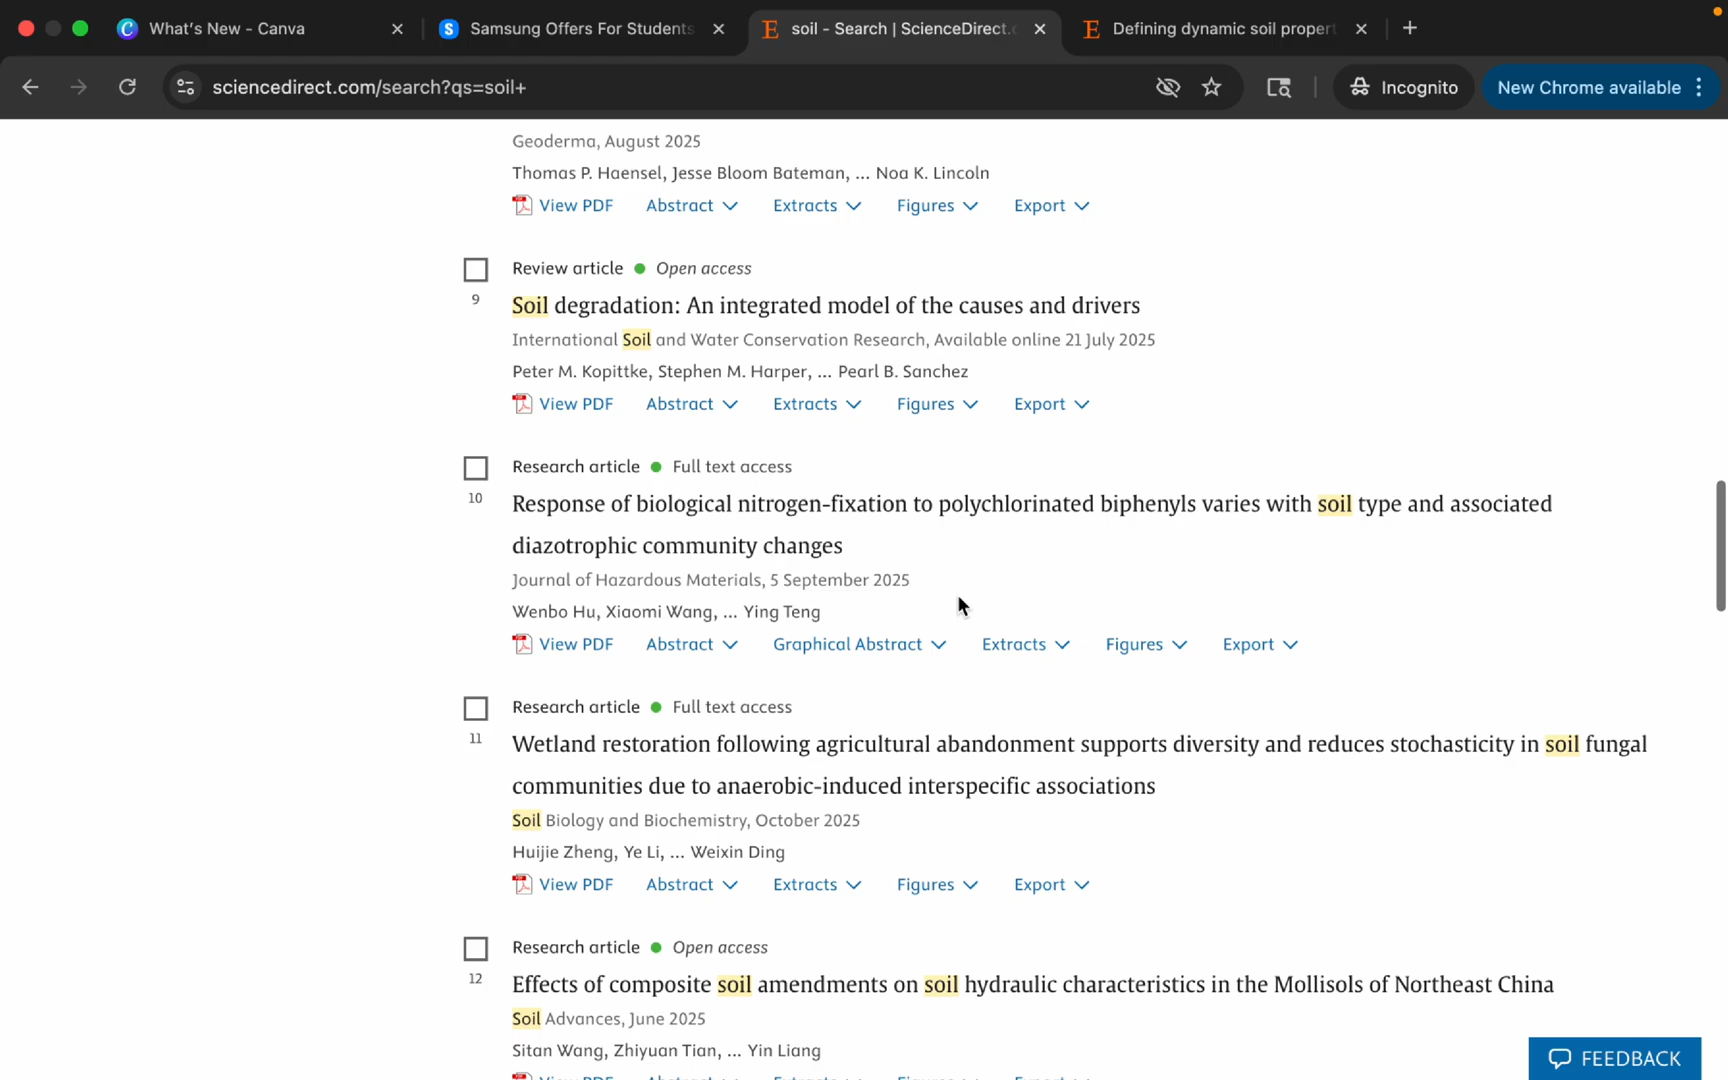 What's New - Canva
Samsung Offers For Students
soil - Search | ScienceDirect.c
Defining dynamic soil propert
sciencedirect.com/search?qs=soil+
Incognito
New Chrome available
Geoderma, August 2025
Thomas P. Haensel, Jesse Bloom Bateman, ... Noa K. Lincoln
View PDF Abstract Extracts Figures Export
Review article Open access
9
Soil degradation: An integrated model of the causes and drivers
International Soil and Water Conservation Research, Available online 21 July 2025
Peter M. Kopittke, Stephen M. Harper, ... Pearl B. Sanchez
View PDF Abstract Extracts Figures Export
Research article Full text access
10
Response of biological nitrogen-fixation to polychlorinated biphenyls varies with soil type and associated
diazotrophic community changes
Journal of Hazardous Materials, 5 September 2025
Wenbo Hu, Xiaomi Wang, ... Ying Teng
View PDF Abstract Graphical Abstract Extracts Figures Export
Research article Full text access
11
Wetland restoration following agricultural abandonment supports diversity and reduces stochasticity in soil fungal
communities due to anaerobic-induced interspecific associations
Soil Biology and Biochemistry, October 2025
Huijie Zheng, Ye Li, ... Weixin Ding
View PDF Abstract Extracts Figures Export
Research article Open access
12
Effects of composite soil amendments on soil hydraulic characteristics in the Mollisols of Northeast China
Soil Advances, June 2025
Sitan Wang, Zhiyuan Tian, ... Yin Liang
FEEDBACK